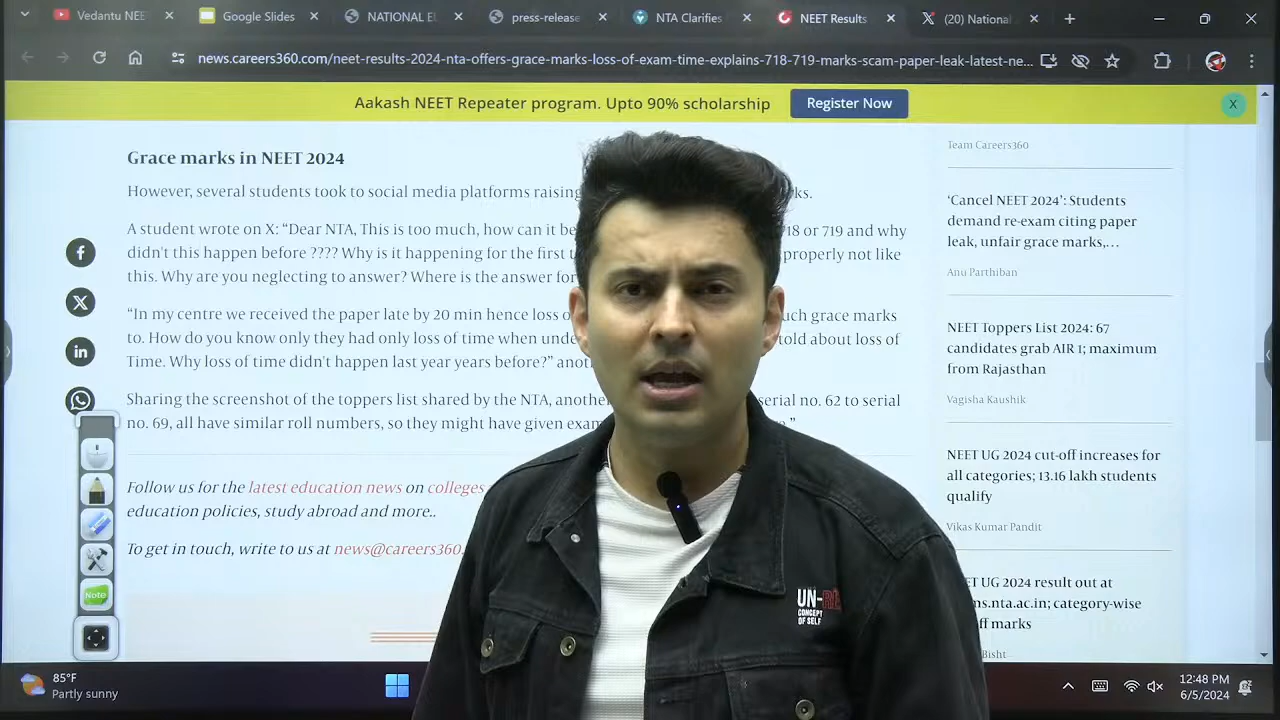 Vedantu NEE
Google Slides
NATIONAL E
press-release
NTA Clarifies
NEET Results
(20) National
news.careers360.com/neet-results-2024-nta-offers-grace-marks-loss-of-exam-time-explains-718-719-marks-scam-paper-leak-latest-ne...
Aakash NEET Repeater program. Upto 90% scholarship
Register Now
X
Grace marks in NEET 2024
However, several students took to social media platforms raising
A student wrote on X: “Dear NTA, This is too much, how can it be 718 or 719 and why
didn't this happen before ???? Why is it happening for the first properly not like
this. Why are you neglecting to answer? Where is the answer for
“In my centre we received the paper late by 20 min hence loss such grace marks
to. How do you know only they had only loss of time when told about loss of
Time. Why loss of time didn't happen last year years before?”
Sharing the screenshot of the toppers list shared by the NTA, another serial no. 62 to serial
no. 69, all have similar roll numbers, so they might have given exam ”
Follow us for the latest education news on colleges
education policies, study abroad and more..
To get in touch, write to us at news@careers360.
Team Careers360
‘Cancel NEET 2024’: Students
demand re-exam citing paper
leak, unfair grace marks,...
Anu Parthiban
NEET Toppers List 2024: 67
candidates grab AIR 1; maximum
from Rajasthan
Vagisha Kaushik
NEET UG 2024 cut-off increases for
all categories; 13.16 lakh students
qualify
Vikas Kumar Pandit
UG 2024 result out at
nta.ac.in; category-wise
marks
Bisht
Note
UN-
CONCEPT
OF SELF
85°F
Partly sunny
12:48 PM
6/5/2024